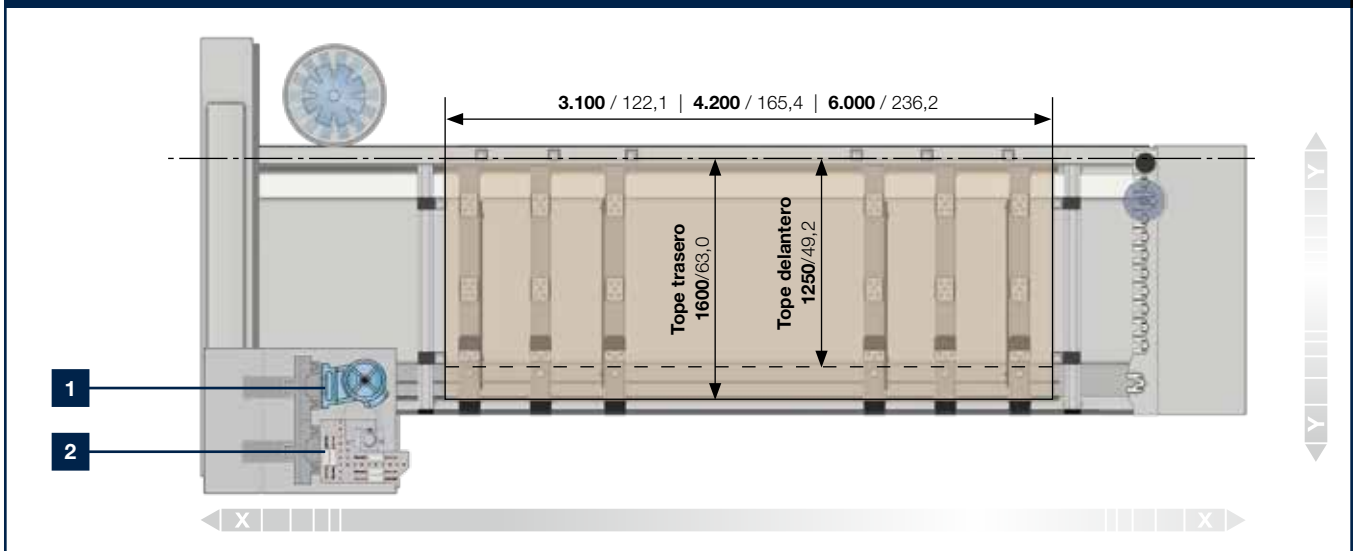 3.100 / 122,1 | 4.200 / 165,4 | 6.000 / 236,2
Tope trasero
1600/63,0
Tope delantero
1250/49,2
1
2
Y
Y
X
X